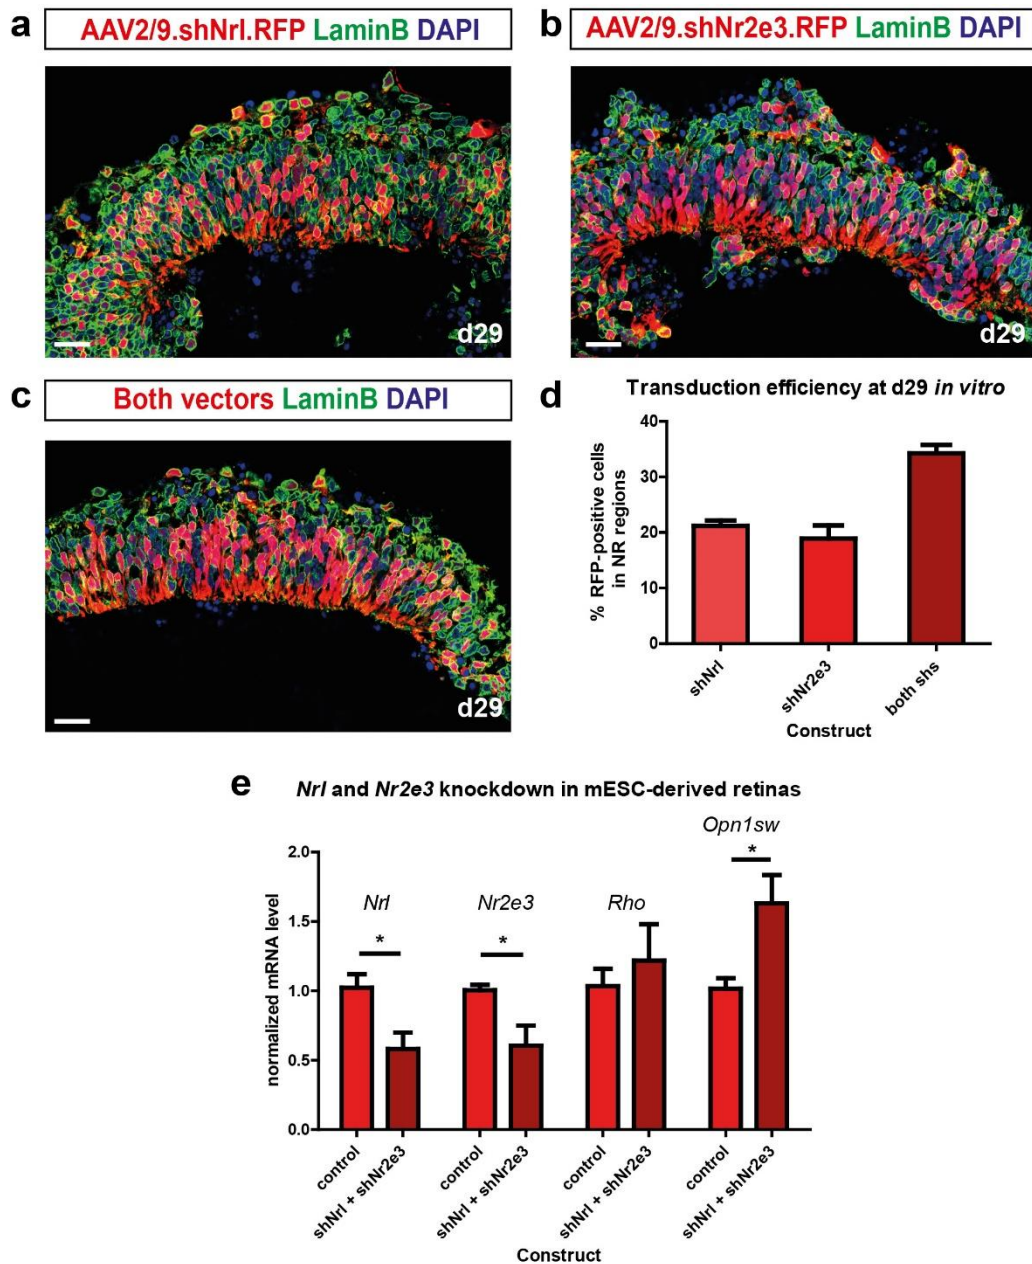 a
AAV2/9.shNrl.RFP LaminB DAPI
d29
b
AAV2/9.shNr2e3.RFP LaminB DAPI
d29
c
Both vectors LaminB DAPI
d29
d
Transduction efficiency at d29 in vitro
% RFP-positive cells
in NR regions
40
30
20
10
0
shNrl
shNr2e3
both shs
Construct
e
Nrl and Nr2e3 knockdown in mESC-derived retinas
normalized mRNA level
2.0
1.5
1.0
0.5
0.0
Nrl
*
Nr2e3
*
Rho
Opn1sw
*
control
shNrl + shNr2e3
control
shNrl + shNr2e3
control
shNrl + shNr2e3
control
shNrl + shNr2e3
Construct